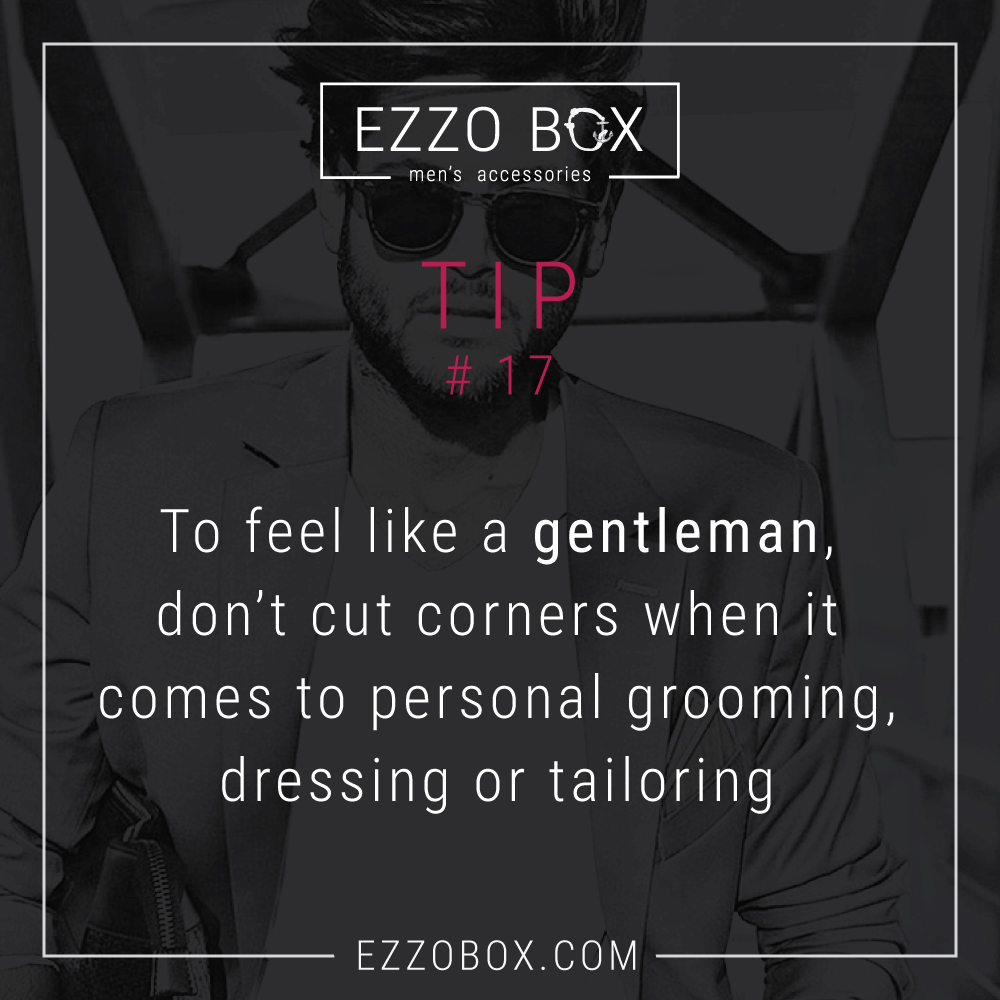 EZZO BOX
men's accessories
TIP
# 17
To feel like a gentleman,
don’t cut corners when it
comes to personal grooming,
dressing or tailoring
EZZOBOX.COM